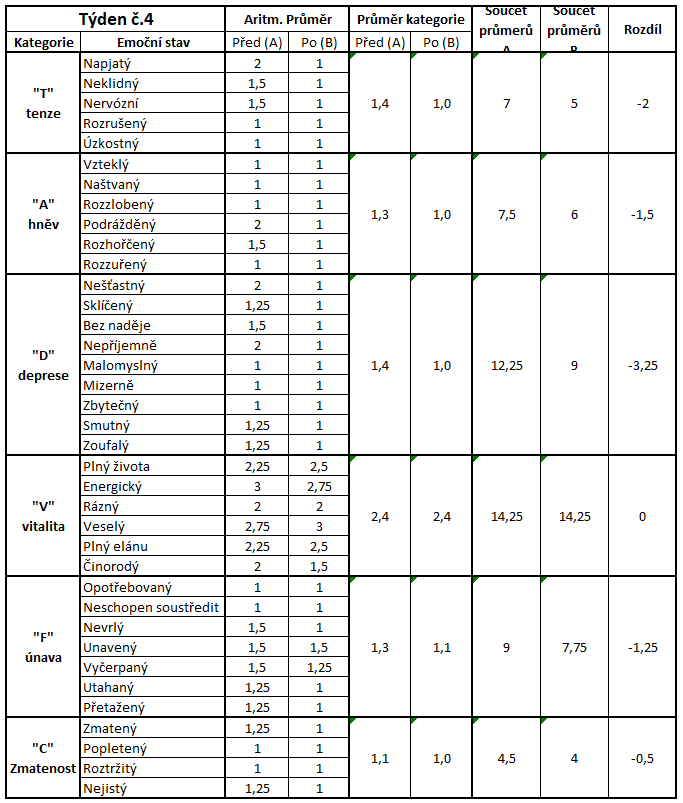 Týden č.4 Aritm. Průměr Průměr kategorie Součet průmerů A Součet průměrů B Rozdíl
Kategorie Emoční stav Před (A) Po (B) Před (A) Po (B)
"T" tenze 1,4 1,0 7 5 -2
Napjatý 2 1
Neklidný 1,5 1
Nervózní 1,5 1
Rozrušený 1 1
Úzkostný 1 1
"A" hněv 1,3 1,0 7,5 6 -1,5
Vzteklý 1 1
Naštvaný 1 1
Rozzlobený 1 1
Podrážděný 2 1
Rozhořčený 1,5 1
Rozzuřený 1 1
"D" deprese 1,4 1,0 12,25 9 -3,25
Nešťastný 2 1
Sklíčený 1,25 1
Bez naděje 1,5 1
Nepříjemně 2 1
Malomyslný 1 1
Mizerně 1 1
Zbytečný 1 1
Smutný 1,25 1
Zoufalý 1,25 1
"V" vitalita 2,4 2,4 14,25 14,25 0
Plný života 2,25 2,5
Energický 3 2,75
Rázný 2 2
Veselý 2,75 3
Plný elánu 2,25 2,5
Činorodý 2 1,5
"F" únava 1,3 1,1 9 7,75 -1,25
Opotřebovaný 1 1
Neschopen soustředit 1 1
Nevrlý 1,5 1
Unavený 1,5 1,5
Vyčerpaný 1,5 1,25
Utahaný 1,25 1
Přetažený 1,25 1
"C" Zmatenost 1,1 1,0 4,5 4 -0,5
Zmatený 1,25 1
Popletený 1 1
Roztržitý 1 1
Nejistý 1,25 1